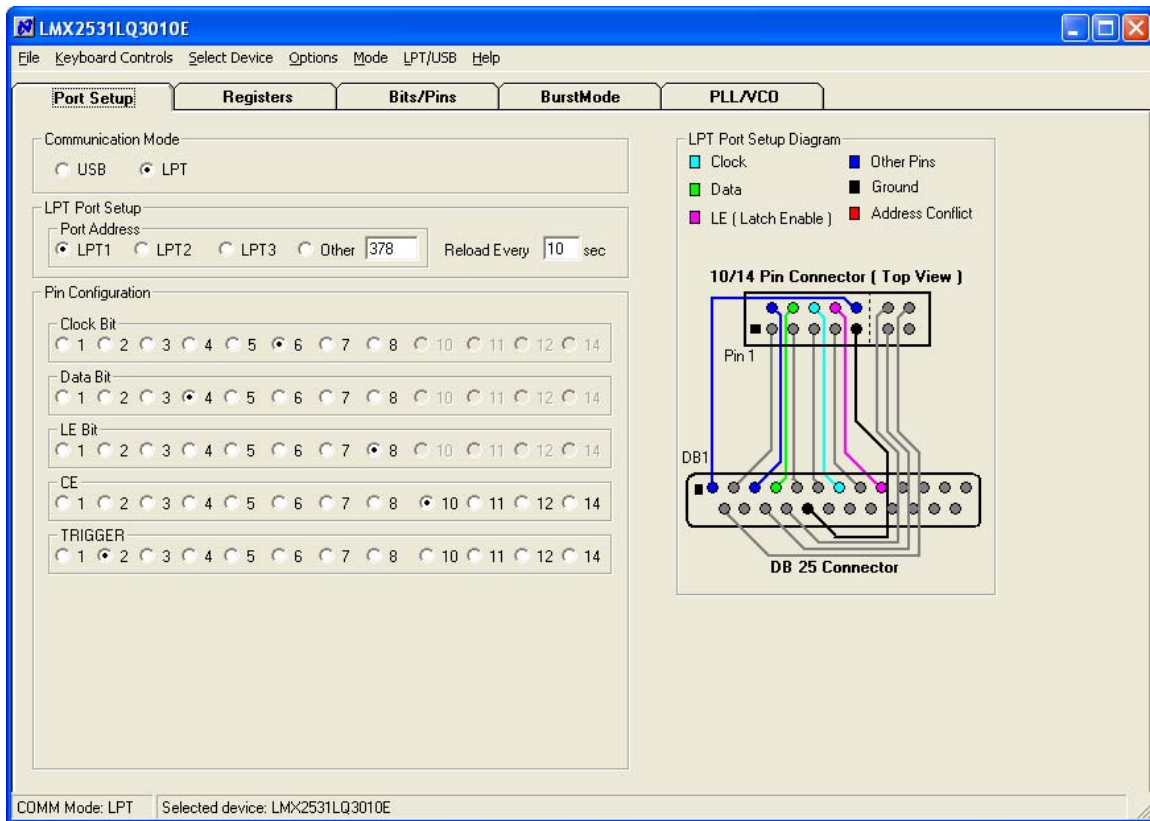 LMX2531LQ3010E
File Keyboard Controls Select Device Options Mode LPT/USB Help
Port Setup Registers Bits/Pins BurstMode PLL/VCO
Communication Mode
USB LPT
LPT Port Setup
Port Address
LPT1 LPT2 LPT3 Other 378 Reload Every 10 sec
Pin Configuration
Clock Bit
1 2 3 4 5 6 7 8 10 11 12 14
Data Bit
1 2 3 4 5 6 7 8 10 11 12 14
LE Bit
1 2 3 4 5 6 7 8 10 11 12 14
CE
1 2 3 4 5 6 7 8 10 11 12 14
TRIGGER
1 2 3 4 5 6 7 8 10 11 12 14
LPT Port Setup Diagram
Clock Other Pins
Data Ground
LE ( Latch Enable ) Address Conflict
10/14 Pin Connector ( Top View )
Pin 1
DB1
DB 25 Connector
COMM Mode: LPT Selected device: LMX2531LQ3010E